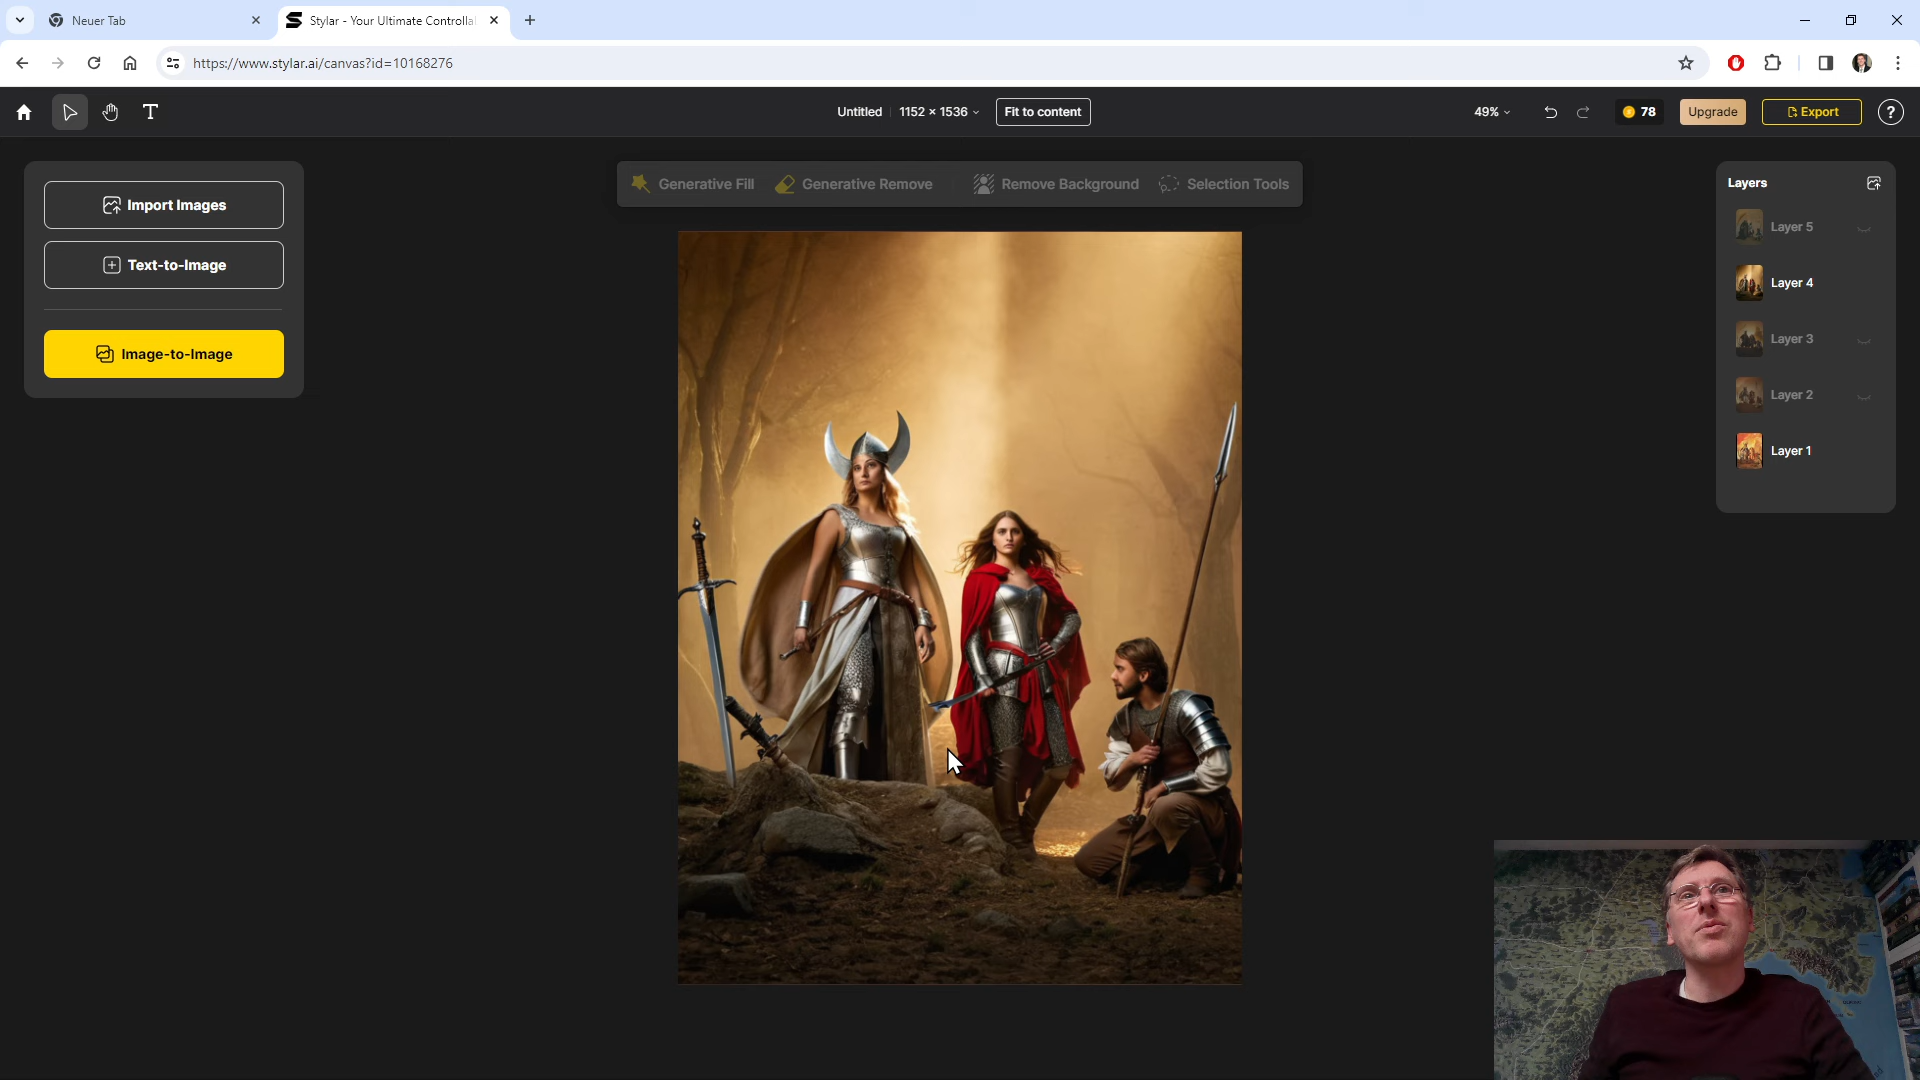 Neuer Tab
Stylar - Your Ultimate Controlla
https://www.stylar.ai/canvas?id=10168276
Untitled
1152 × 1536
Fit to content
49%
78
Upgrade
Export
?
Import Images
Text-to-Image
Image-to-Image
Generative Fill
Generative Remove
Remove Background
Selection Tools
Layers
Layer 5
Layer 4
Layer 3
Layer 2
Layer 1